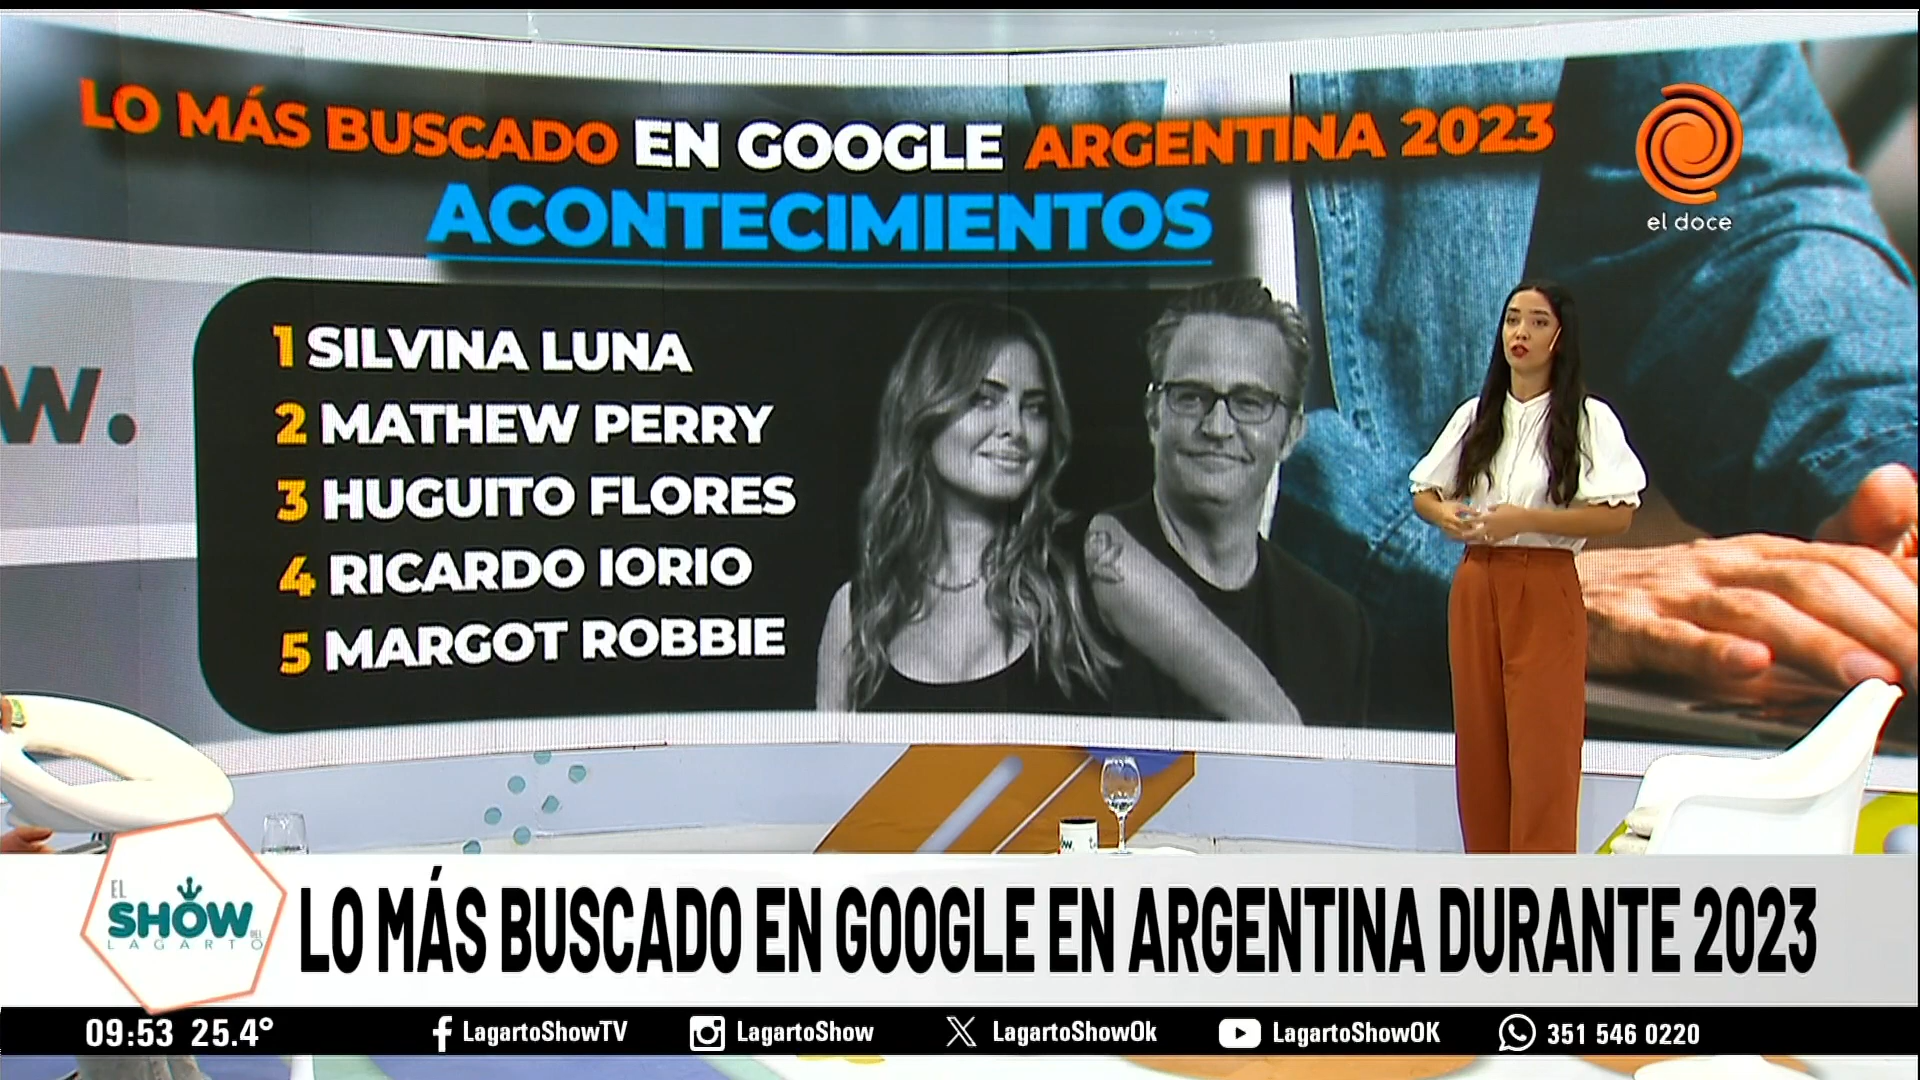 LO MÁS BUSCADO EN GOOGLE ARGENTINA 2023
el doce
ACONTECIMIENTOS
1 SILVINA LUNA
2 MATHEW PERRY
3 HUGUITO FLORES
4 RICARDO IORIO
5 MARGOT ROBBIE
w.
ow.
EL
SHOW
DEL
LAGARTO
LO MÁS BUSCADO EN GOOGLE EN ARGENTINA DURANTE 2023
09:53 25.4° LagartoShowTV LagartoShow LagartoShowOk LagartoShowOK 351 546 0220